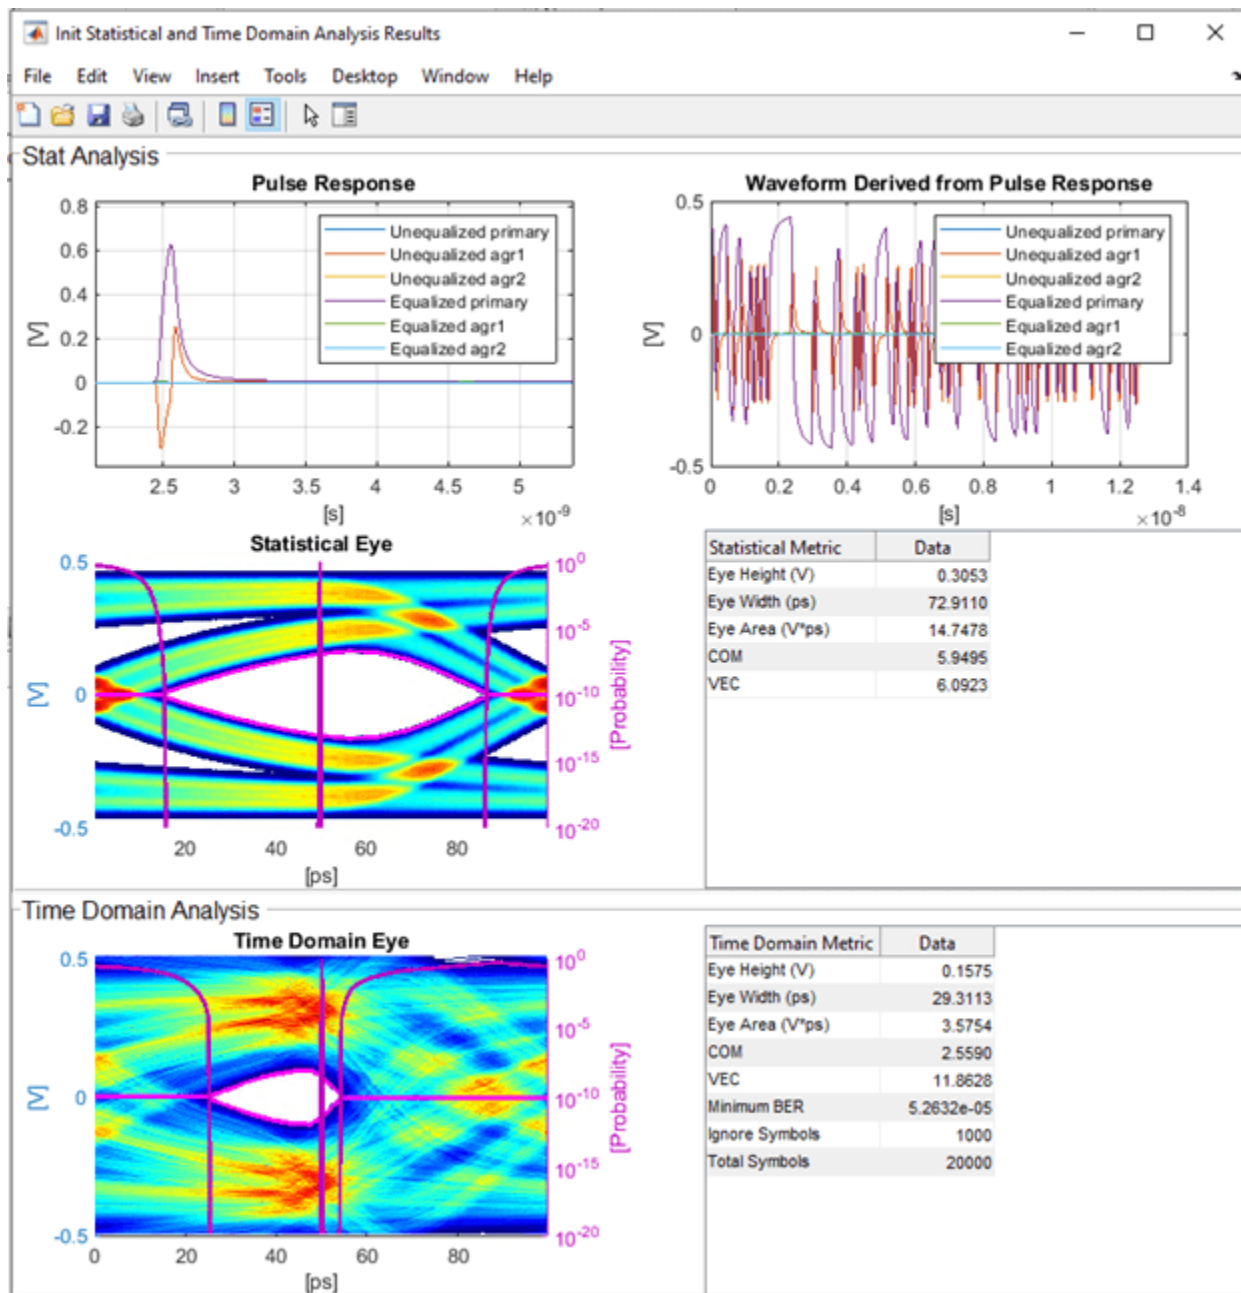 Init Statistical and Time Domain Analysis Results
File Edit View Insert Tools Desktop Window Help
Stat Analysis
Pulse Response
0.8
0.6
0.4
0.2
0
-0.2
[V]
Unequalized primary
Unequalized agr1
Unequalized agr2
Equalized primary
Equalized agr1
Equalized agr2
2.5 3 3.5 4 4.5 5
[s]
×10⁻⁹
Waveform Derived from Pulse Response
0.5
0
-0.5
[V]
Unequalized primary
Unequalized agr1
Unequalized agr2
Equalized primary
Equalized agr1
Equalized agr2
0 0.2 0.4 0.6 0.8 1 1.2 1.4
[s]
×10⁻⁸
Statistical Eye
0.5
0
-0.5
[V]
10⁰
10⁻⁵
10⁻¹⁰
10⁻¹⁵
10⁻²⁰
[Probability]
20 40 60 80
[ps]
Statistical Metric Data
Eye Height (V) 0.3053
Eye Width (ps) 72.9110
Eye Area (V*ps) 14.7478
COM 5.9495
VEC 6.0923
Time Domain Analysis
Time Domain Eye
0.5
0
-0.5
[V]
10⁰
10⁻⁵
10⁻¹⁰
10⁻¹⁵
10⁻²⁰
[Probability]
0 20 40 60 80
[ps]
Time Domain Metric Data
Eye Height (V) 0.1575
Eye Width (ps) 29.3113
Eye Area (V*ps) 3.5754
COM 2.5590
VEC 11.8628
Minimum BER 5.2632e-05
Ignore Symbols 1000
Total Symbols 20000